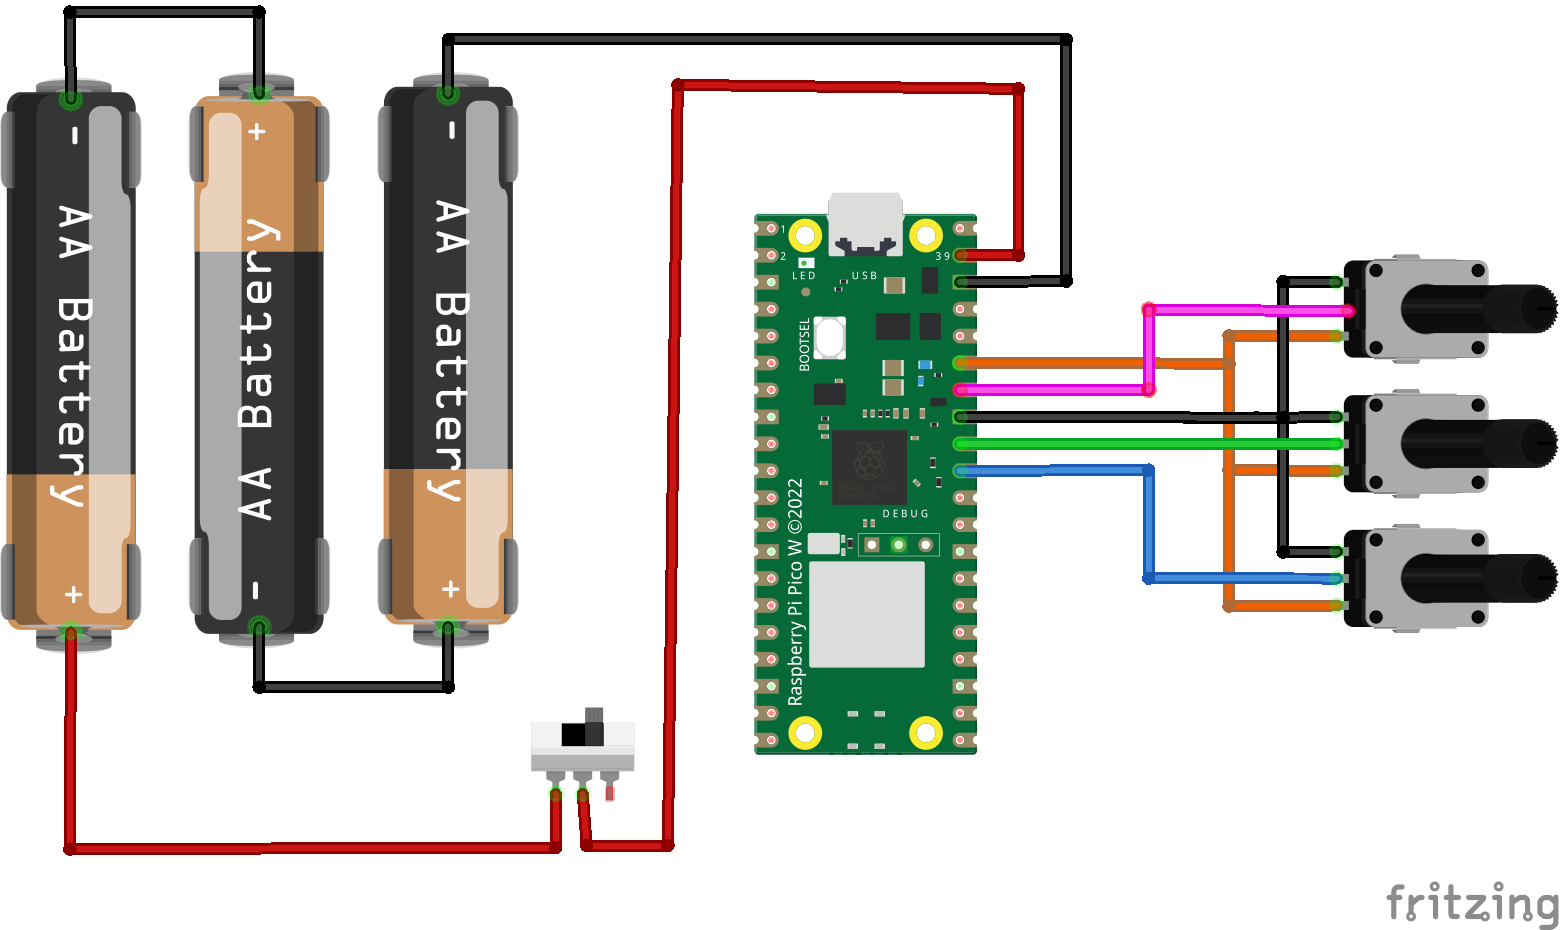 - AA Battery +
+ AA Battery -
- AA Battery +
1
2
39
LED
USB
BOOTSEL
DEBUG
Raspberry Pi Pico W ©2022
fritzing